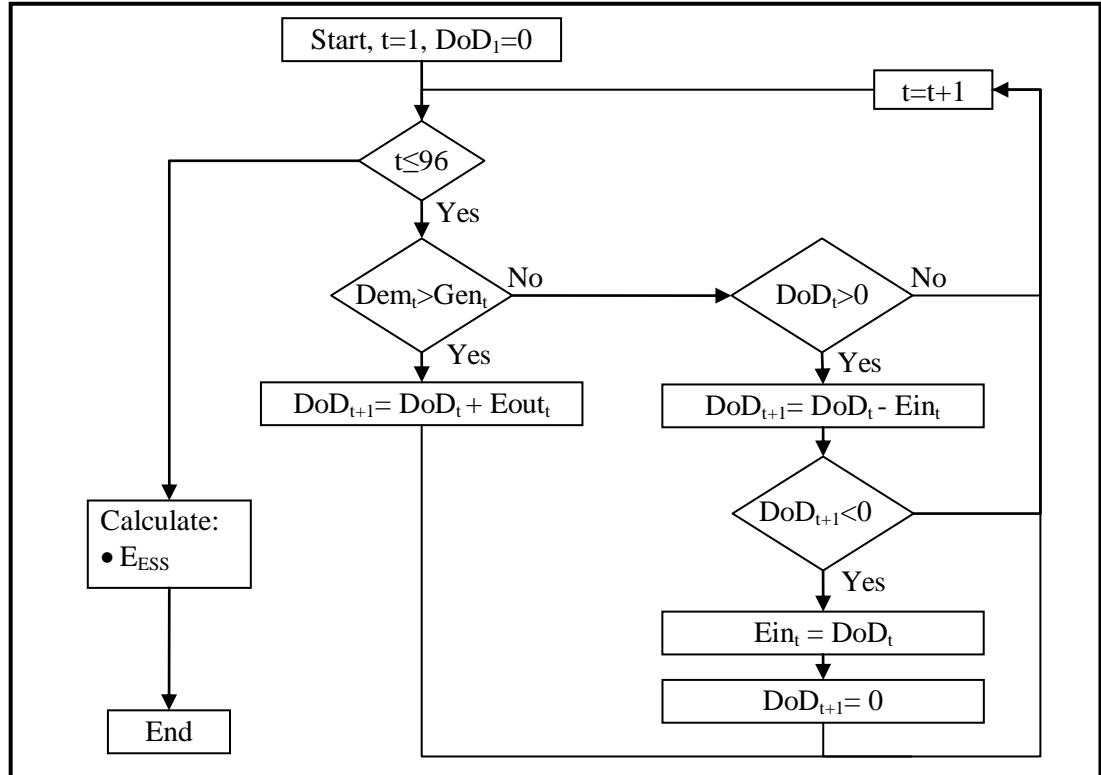 Start, t=1, DoD₁=0
t=t+1
t≤96
Yes
Demₜ>Genₜ
No
DoDₜ>0
No
Yes
Yes
DoDₜ₊₁= DoDₜ + Eoutₜ
DoDₜ₊₁= DoDₜ - Einₜ
DoDₜ₊₁<0
Calculate:
• E_ESS
Yes
Einₜ = DoDₜ
DoDₜ₊₁= 0
End